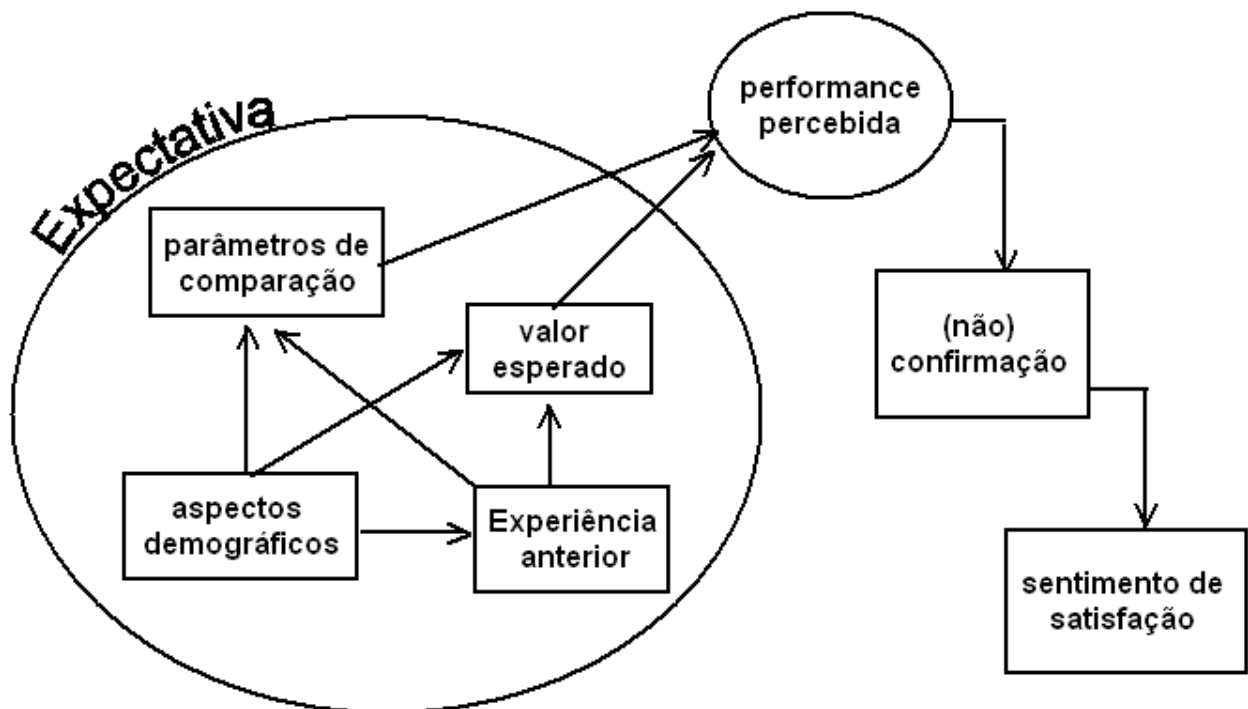 performance
percebida
Expectativa
parâmetros de
comparação
valor
esperado
(não)
confirmação
aspectos
demográficos
Experiência
anterior
sentimento de
satisfação